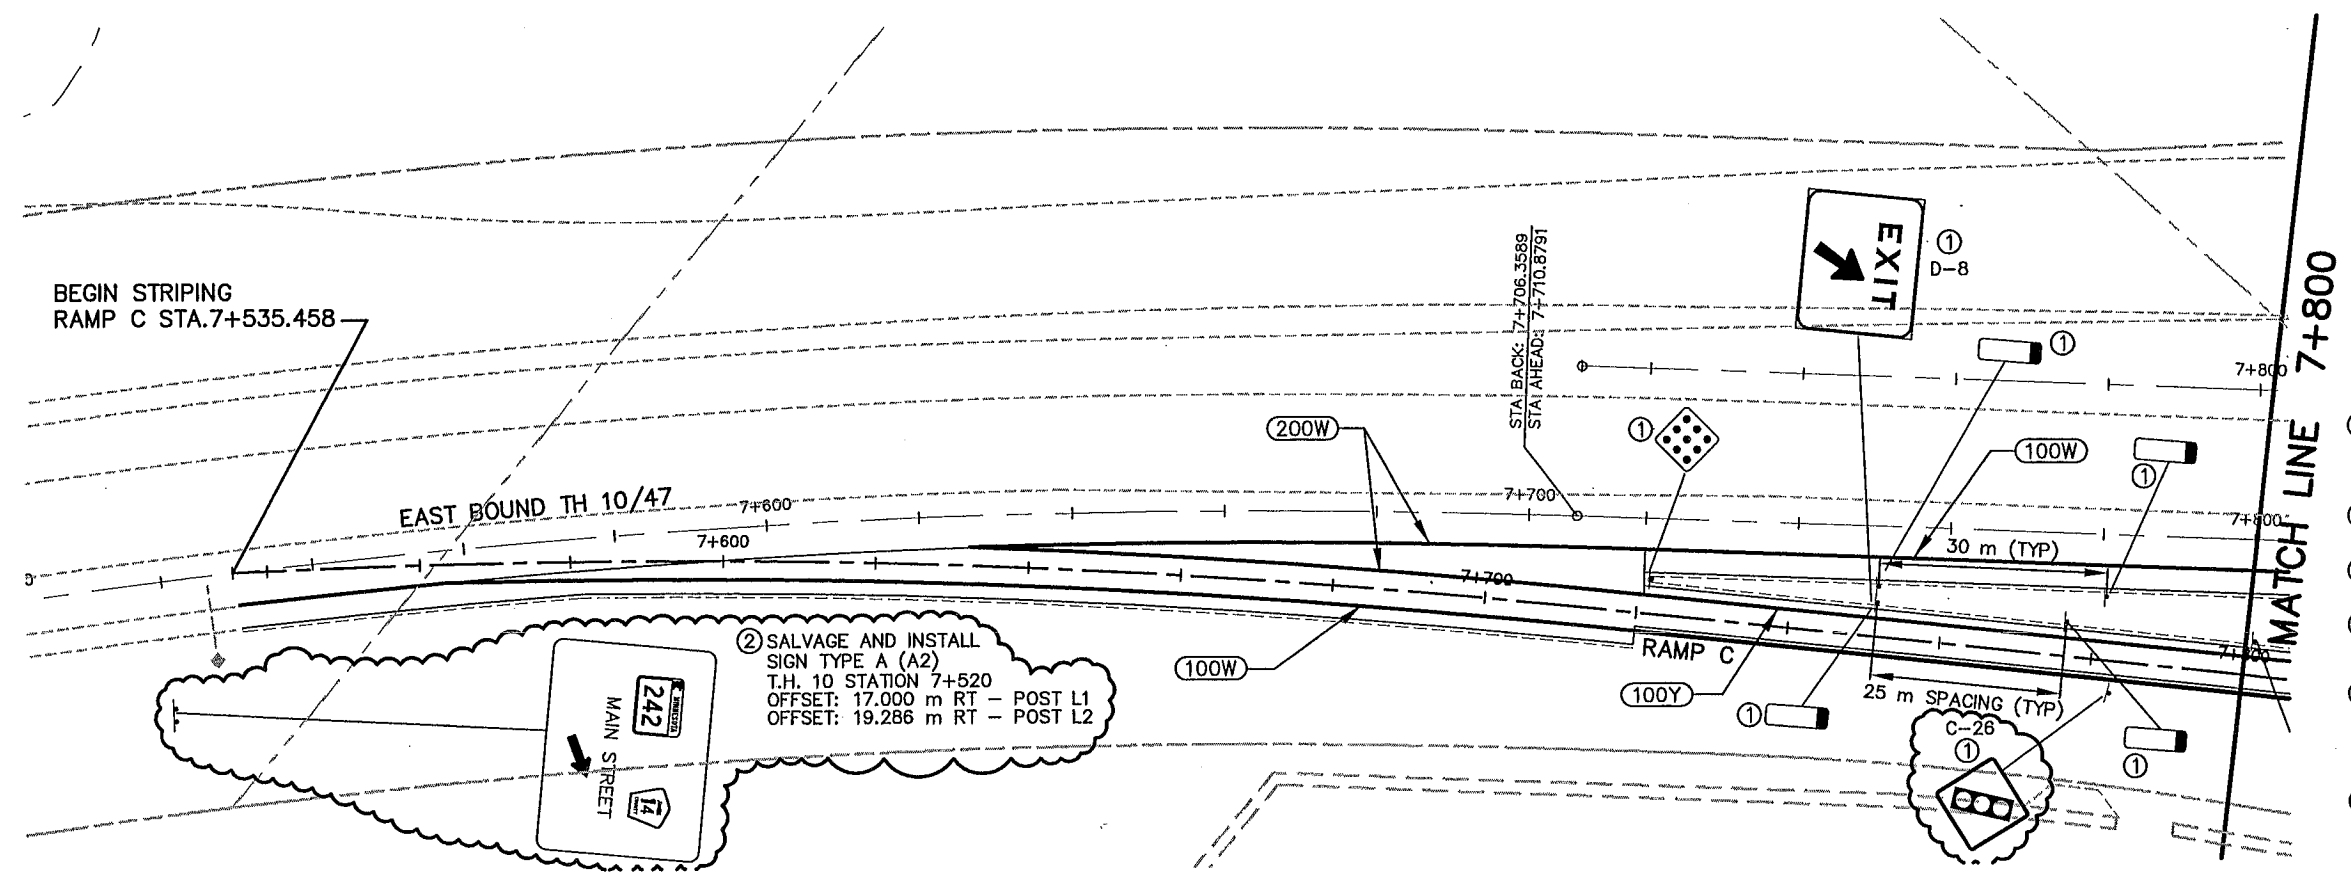 BEGIN STRIPING
RAMP C STA.7+535.458
EAST BOUND TH 10/47
7+600
7+600
200W
STA BACK: 7+706.3589
STA AHEAD: 7+710.8791
1
EXIT
1
D-8
1
7+800
100W
1
7+700
7+800
30 m (TYP)
7+700
MATCH LINE 7+800
2 SALVAGE AND INSTALL
SIGN TYPE A (A2)
T.H. 10 STATION 7+520
OFFSET: 17.000 m RT - POST L1
OFFSET: 19.286 m RT - POST L2
MINNESOTA
242
MAIN STREET
14
100W
RAMP C
100Y
7+800
25 m SPACING (TYP)
1
C-26
1
1